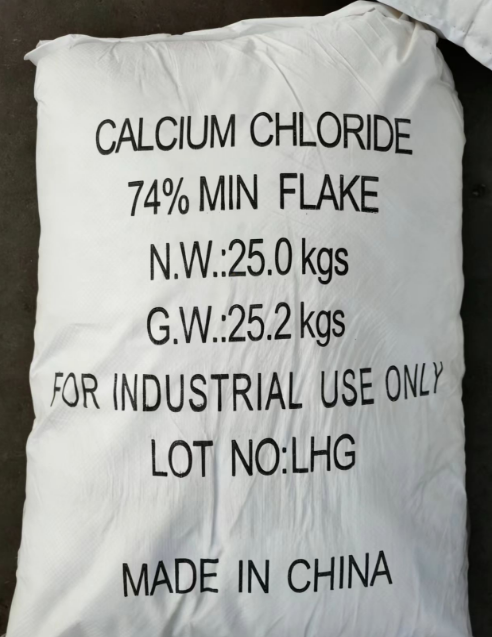 CALCIUM CHLORIDE
74% MIN FLAKE
N.W.:25.0 kgs
G.W.:25.2 kgs
FOR INDUSTRIAL USE ONLY
LOT NO:LHG
MADE IN CHINA